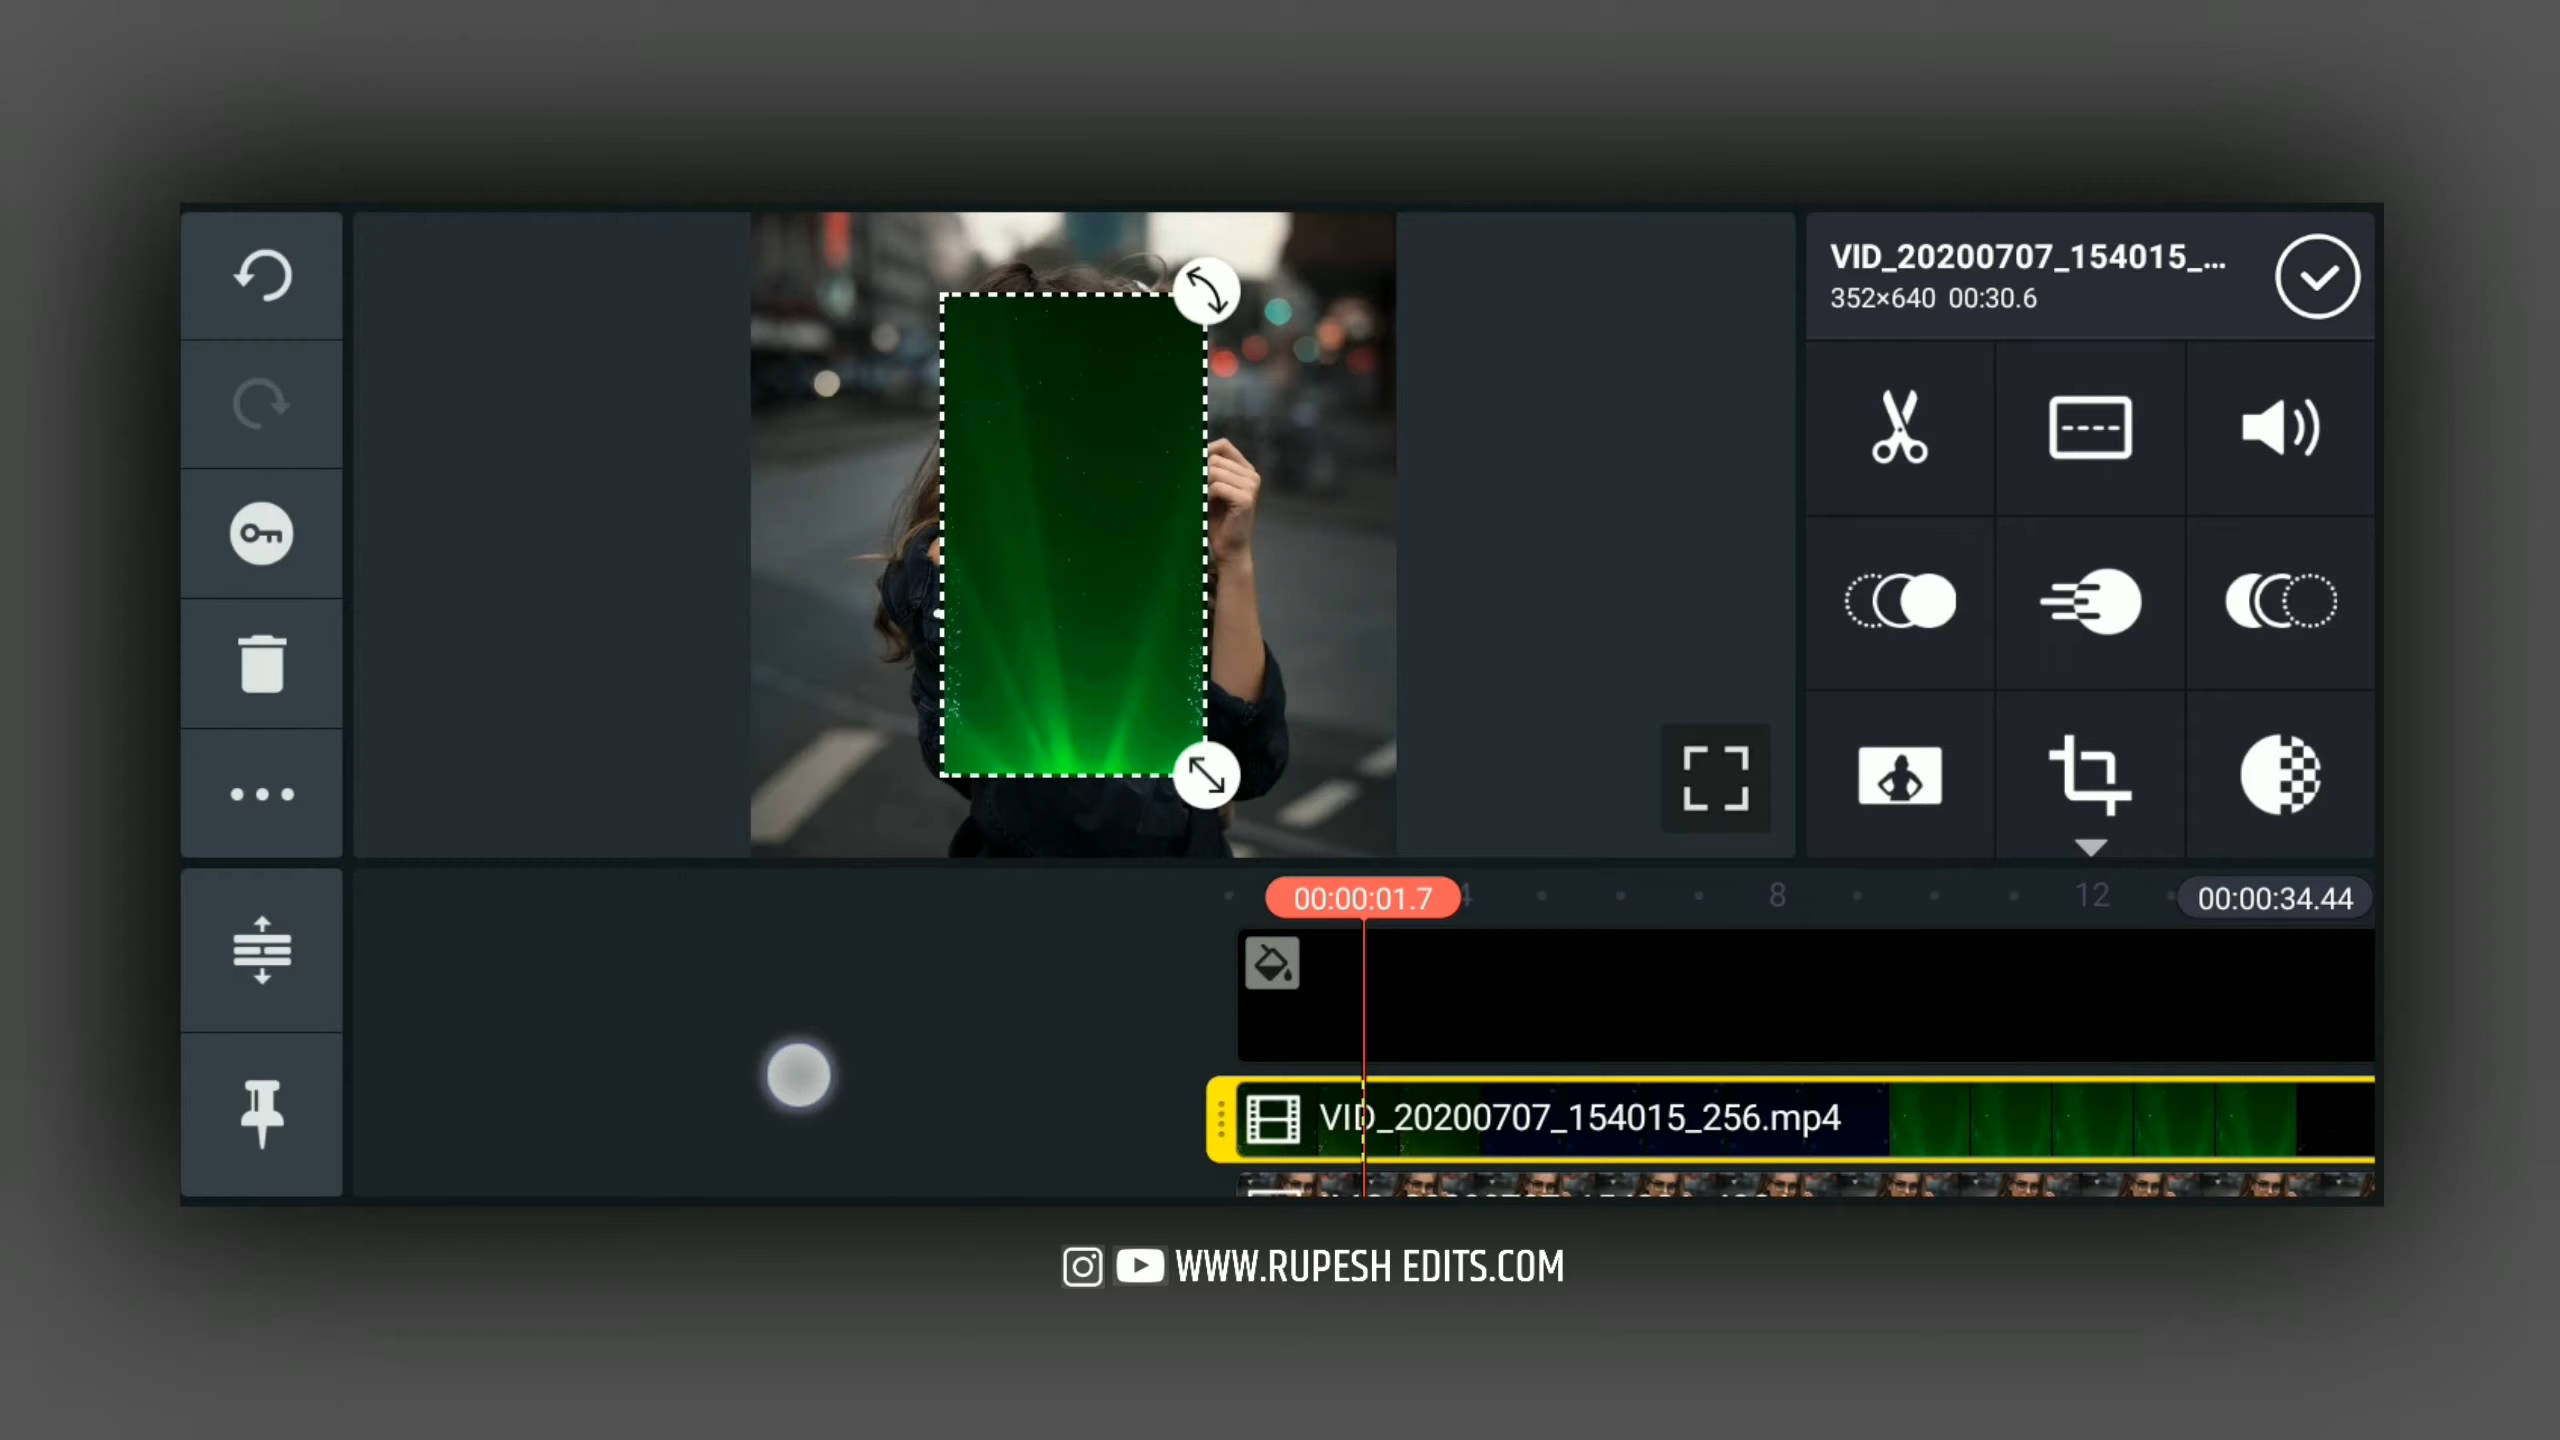 VID_20200707_154015_...
352×640 00:30.6
00:00:01.7
4
8
12
00:00:34.44
VID_20200707_154015_256.mp4
WWW.RUPESH EDITS.COM